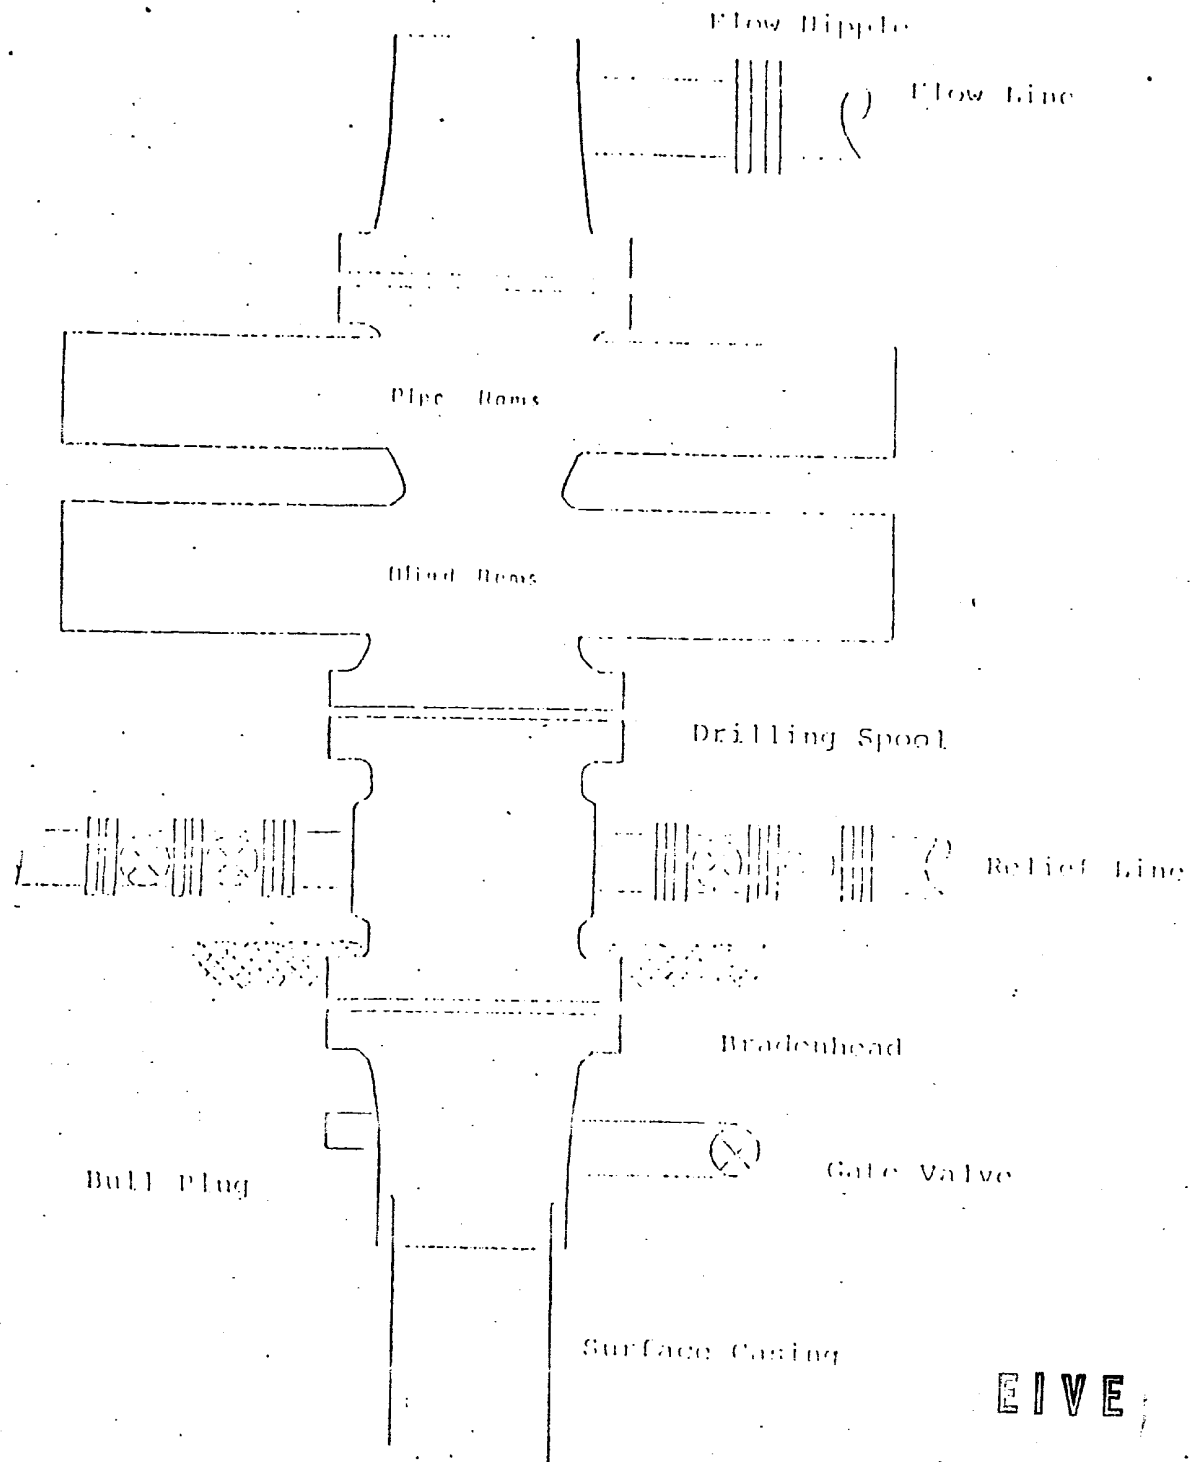 Flow Nipple
Flow Line
Pipe Rams
Blind Rams
Drilling Spool
Relief Line
Bradenhead
Bull Plug
Gate Valve
Surface Casing
EIVE